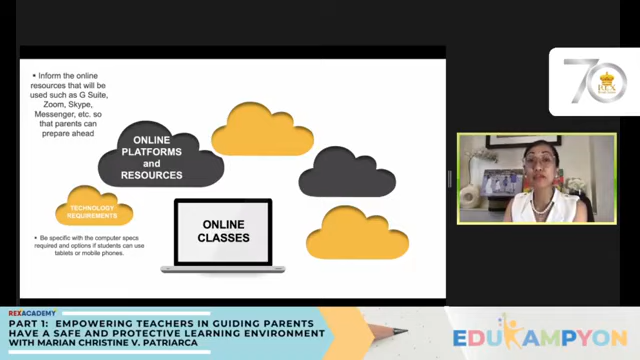 • Inform the online
resources that will be
used such as G Suite,
Zoom, Skype,
Messenger, etc. so
that parents can
prepare ahead
ONLINE
PLATFORMS
and
RESOURCES
TECHNOLOGY
REQUIREMENTS
• Be specific with the computer specs
required and options if students can use
tablets or mobile phones.
ONLINE
CLASSES
70
REX
REXACADEMY
PART 1: EMPOWERING TEACHERS IN GUIDING PARENTS
HAVE A SAFE AND PROTECTIVE LEARNING ENVIRONMENT
WITH MARIAN CHRISTINE V. PATRIARCA
EDUKAMPYON